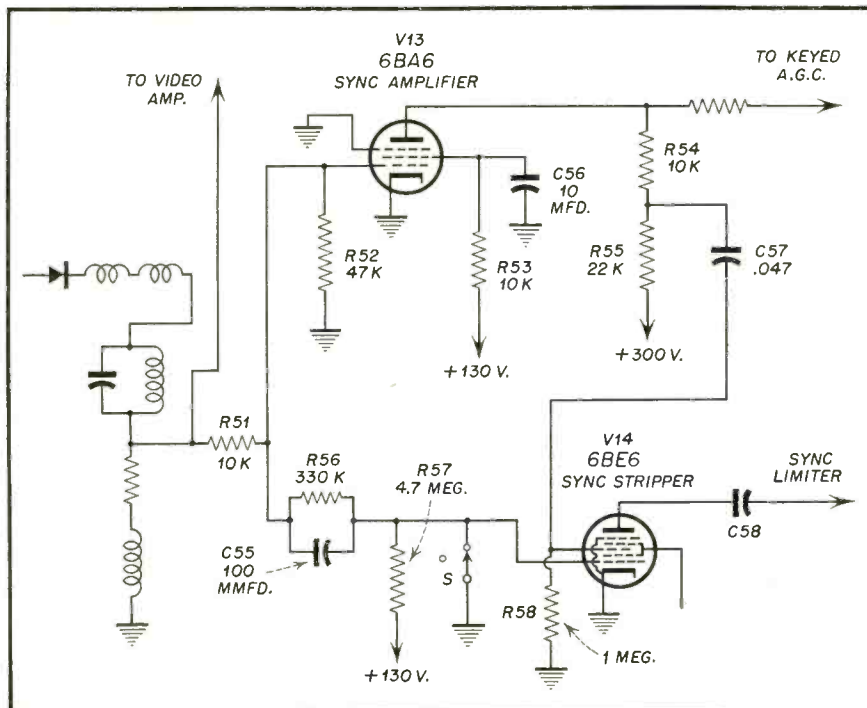 V13
6BA6
SYNC AMPLIFIER
TO VIDEO
AMP.
TO KEYED
A.G.C.
R54
10K
C56
10
MFD.
R52
47K
R53
10K
R55
22K
C57
.047
+130 V.
+300 V.
R51
10K
R56
330 K
C55
100
MMFD.
R57
4.7 MEG.
V14
6BE6
SYNC STRIPPER
SYNC
LIMITER
C58
S
R58
1 MEG.
+130 V.